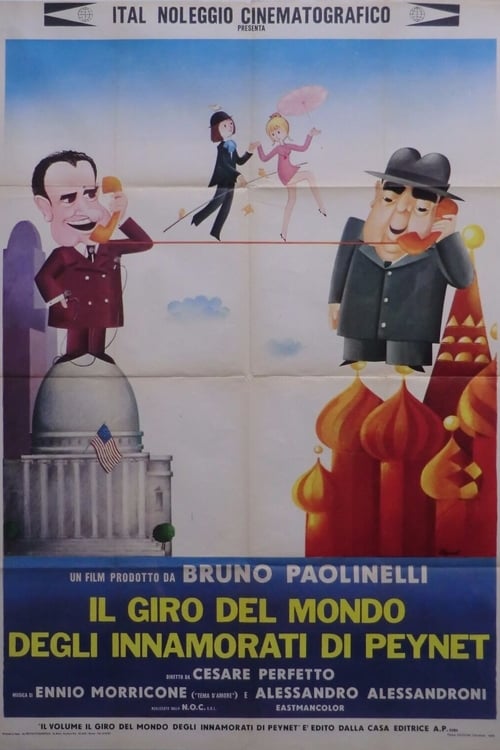 ITAL NOLEGGIO CINEMATOGRAFICO
PRESENTA
UN FILM PRODOTTO DA BRUNO PAOLINELLI
IL GIRO DEL MONDO
DEGLI INNAMORATI DI PEYNET
DIRETTO DA CESARE PERFETTO
MUSICA DI ENNIO MORRICONE ("TEMA D'AMORE") E ALESSANDRO ALESSANDRONI
REALIZZATO DALLA N.O.C. S.R.L. EASTMANCOLOR
"IL VOLUME IL GIRO DEL MONDO DEGLI INNAMORATI DI PEYNET" E' EDITO DALLA CASA EDITRICE A.P.